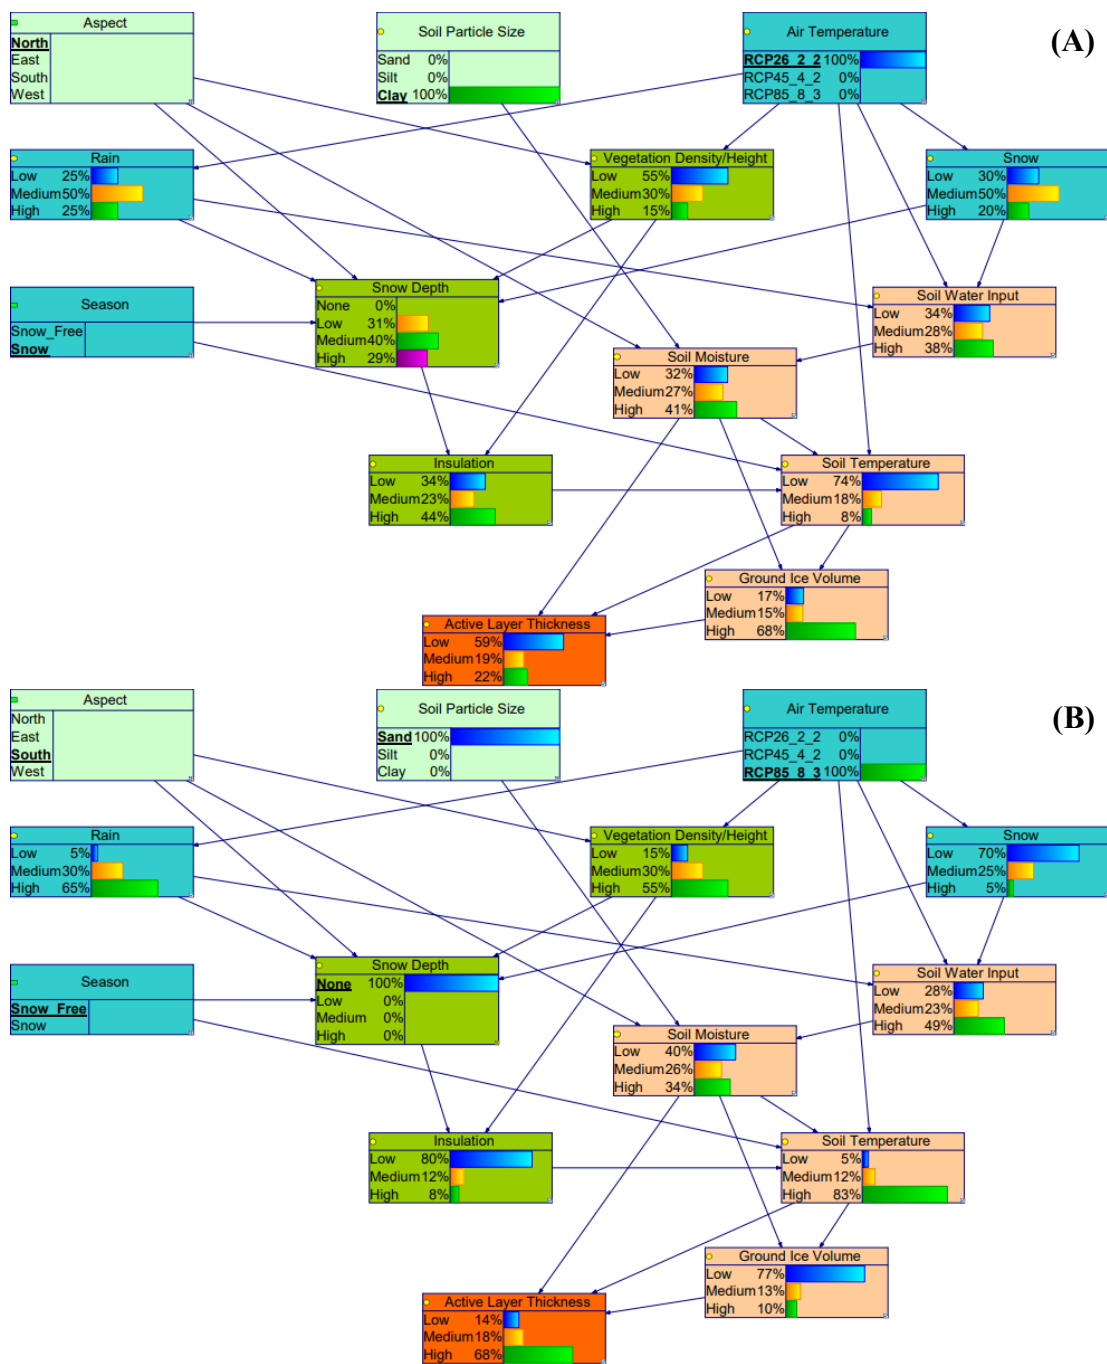 (A)
Aspect
North
East
South
West
Soil Particle Size
Sand 0%
Silt 0%
Clay 100%
Air Temperature
RCP26_2_2 100%
RCP45_4_2 0%
RCP85_8_3 0%
Rain
Low 25%
Medium 50%
High 25%
Vegetation Density/Height
Low 55%
Medium 30%
High 15%
Snow
Low 30%
Medium 50%
High 20%
Season
Snow_Free
Snow
Snow Depth
None 0%
Low 31%
Medium 40%
High 29%
Soil Water Input
Low 34%
Medium 28%
High 38%
Soil Moisture
Low 32%
Medium 27%
High 41%
Insulation
Low 34%
Medium 23%
High 44%
Soil Temperature
Low 74%
Medium 18%
High 8%
Ground Ice Volume
Low 17%
Medium 15%
High 68%
Active Layer Thickness
Low 59%
Medium 19%
High 22%
(B)
Aspect
North
East
South
West
Soil Particle Size
Sand 100%
Silt 0%
Clay 0%
Air Temperature
RCP26_2_2 0%
RCP45_4_2 0%
RCP85_8_3 100%
Rain
Low 5%
Medium 30%
High 65%
Vegetation Density/Height
Low 15%
Medium 30%
High 55%
Snow
Low 70%
Medium 25%
High 5%
Season
Snow_Free
Snow
Snow Depth
None 100%
Low 0%
Medium 0%
High 0%
Soil Water Input
Low 28%
Medium 23%
High 49%
Soil Moisture
Low 40%
Medium 26%
High 34%
Insulation
Low 80%
Medium 12%
High 8%
Soil Temperature
Low 5%
Medium 12%
High 83%
Ground Ice Volume
Low 77%
Medium 13%
High 10%
Active Layer Thickness
Low 14%
Medium 18%
High 68%